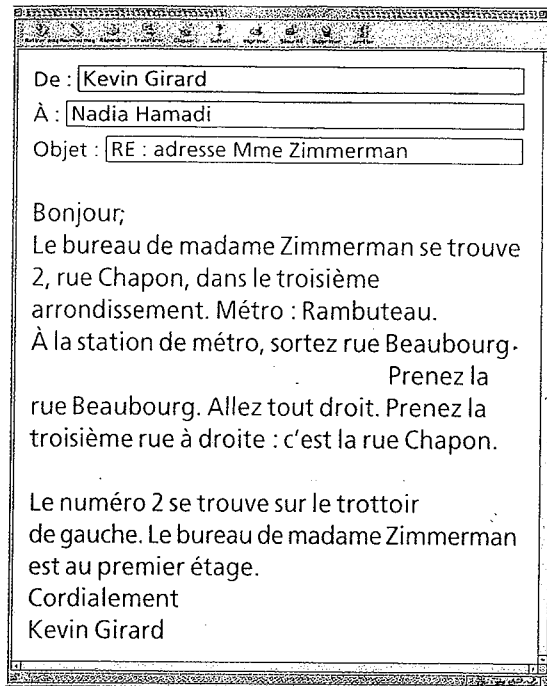 De : Kevin Girard
À : Nadia Hamadi
Objet : RE : adresse Mme Zimmerman
Bonjour;
Le bureau de madame Zimmerman se trouve
2, rue Chapon, dans le troisième
arrondissement. Métro : Rambuteau.
À la station de métro, sortez rue Beaubourg.
Prenez la
rue Beaubourg. Allez tout droit. Prenez la
troisième rue à droite : c'est la rue Chapon.
Le numéro 2 se trouve sur le trottoir
de gauche. Le bureau de madame Zimmerman
est au premier étage.
Cordialement
Kevin Girard